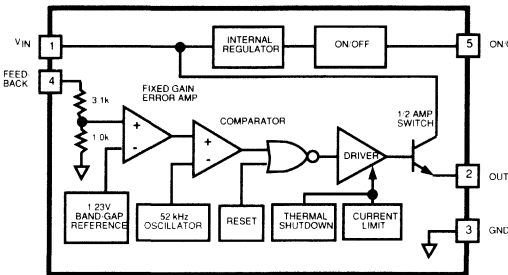 VIN
1
INTERNAL
REGULATOR
ON/OFF
5
ON/
FEED-
BACK
4
3.1k
1.0k
FIXED GAIN
ERROR AMP
COMPARATOR
1/2 AMP
SWITCH
+
-
+
-
DRIVER
2
OUT
1.23V
BAND-GAP
REFERENCE
52 kHz
OSCILLATOR
RESET
THERMAL
SHUTDOWN
CURRENT
LIMIT
3
GND